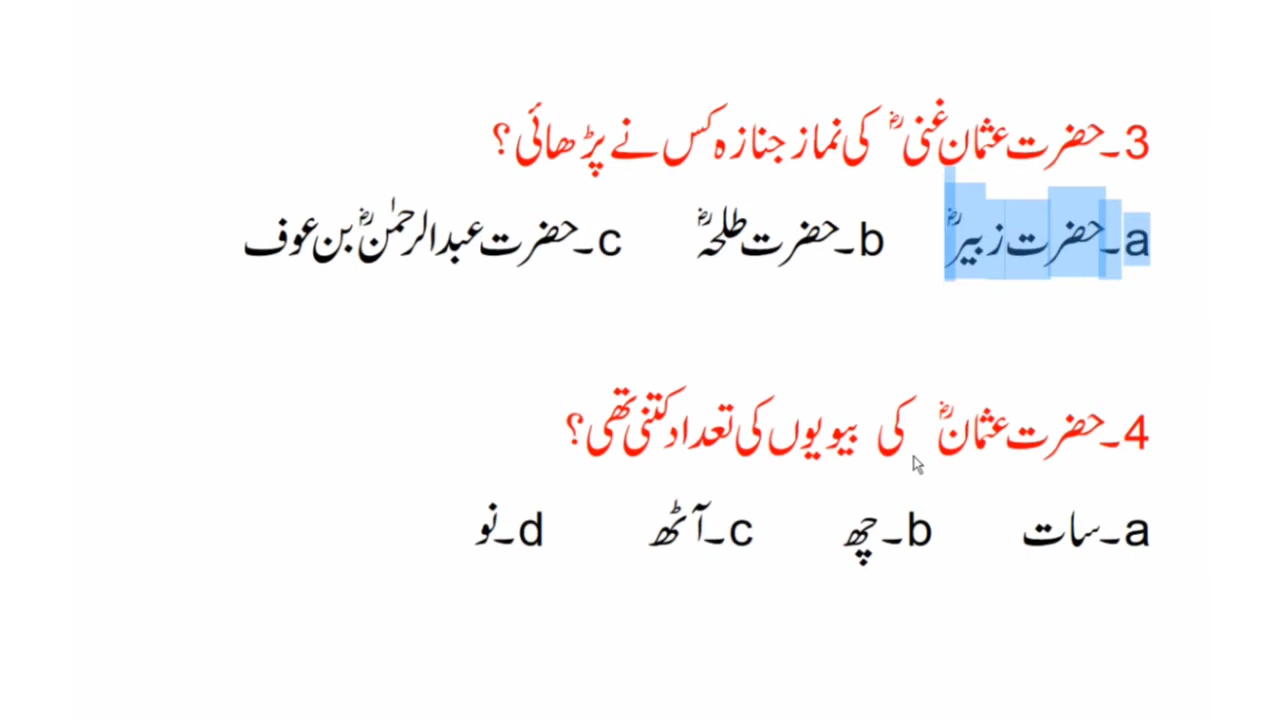 3۔حضرت عثمان غنیؓ کی نماز جنازہ کس نے پڑھائی؟
a۔حضرت زبیرؓ b۔حضرت طلحہؓ c۔حضرت عبدالرحمٰنؓ بن عوف
4۔حضرت عثمانؓ کی بیویوں کی تعداد کتنی تھی؟
a۔سات b۔چھ c۔آٹھ d۔نو